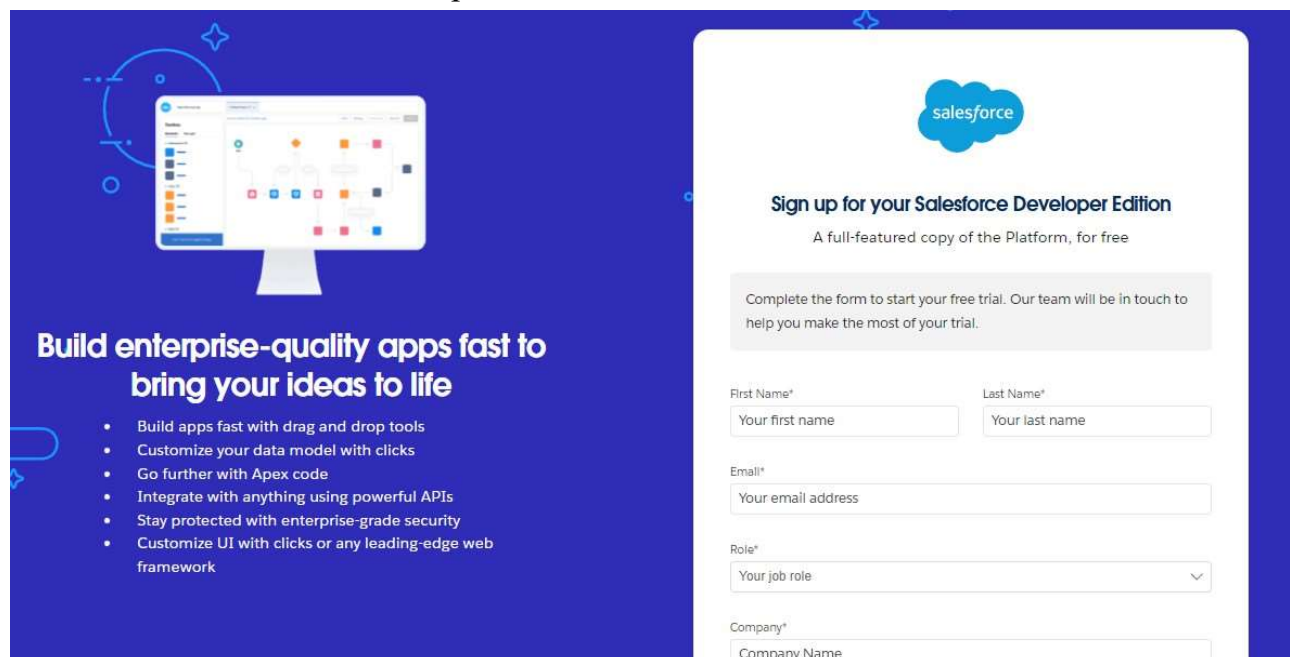 Build enterprise-quality apps fast to
bring your ideas to life
• Build apps fast with drag and drop tools
• Customize your data model with clicks
• Go further with Apex code
• Integrate with anything using powerful APIs
• Stay protected with enterprise-grade security
• Customize UI with clicks or any leading-edge web
framework
salesforce
Sign up for your Salesforce Developer Edition
A full-featured copy of the Platform, for free
Complete the form to start your free trial. Our team will be in touch to
help you make the most of your trial.
First Name* Last Name*
Your first name Your last name
Email*
Your email address
Role*
Your job role
Company*
Company Name